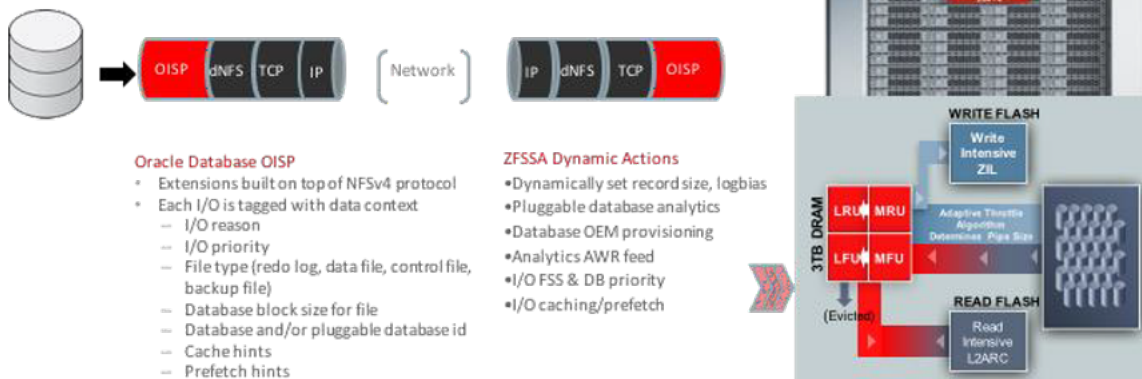 OISP dNFS TCP IP
Network
IP dNFS TCP OISP
Oracle Database OISP
• Extensions built on top of NFSv4 protocol
• Each I/O is tagged with data context
– I/O reason
– I/O priority
– File type (redo log, data file, control file,
backup file)
– Database block size for file
– Database and/or pluggable database id
– Cache hints
– Prefetch hints
ZFSSA Dynamic Actions
•Dynamically set record size, logbias
•Pluggable database analytics
•Database OEM provisioning
•Analytics AWR feed
•I/O FSS & DB priority
•I/O caching/prefetch
WRITE FLASH
Write
Intensive
ZIL
3TB DRAM
LRU MRU
LFU MFU
Adaptive Throttle
Algorithm
Determines Pipe Size
(Evicted)
READ FLASH
Read
Intensive
L2ARC